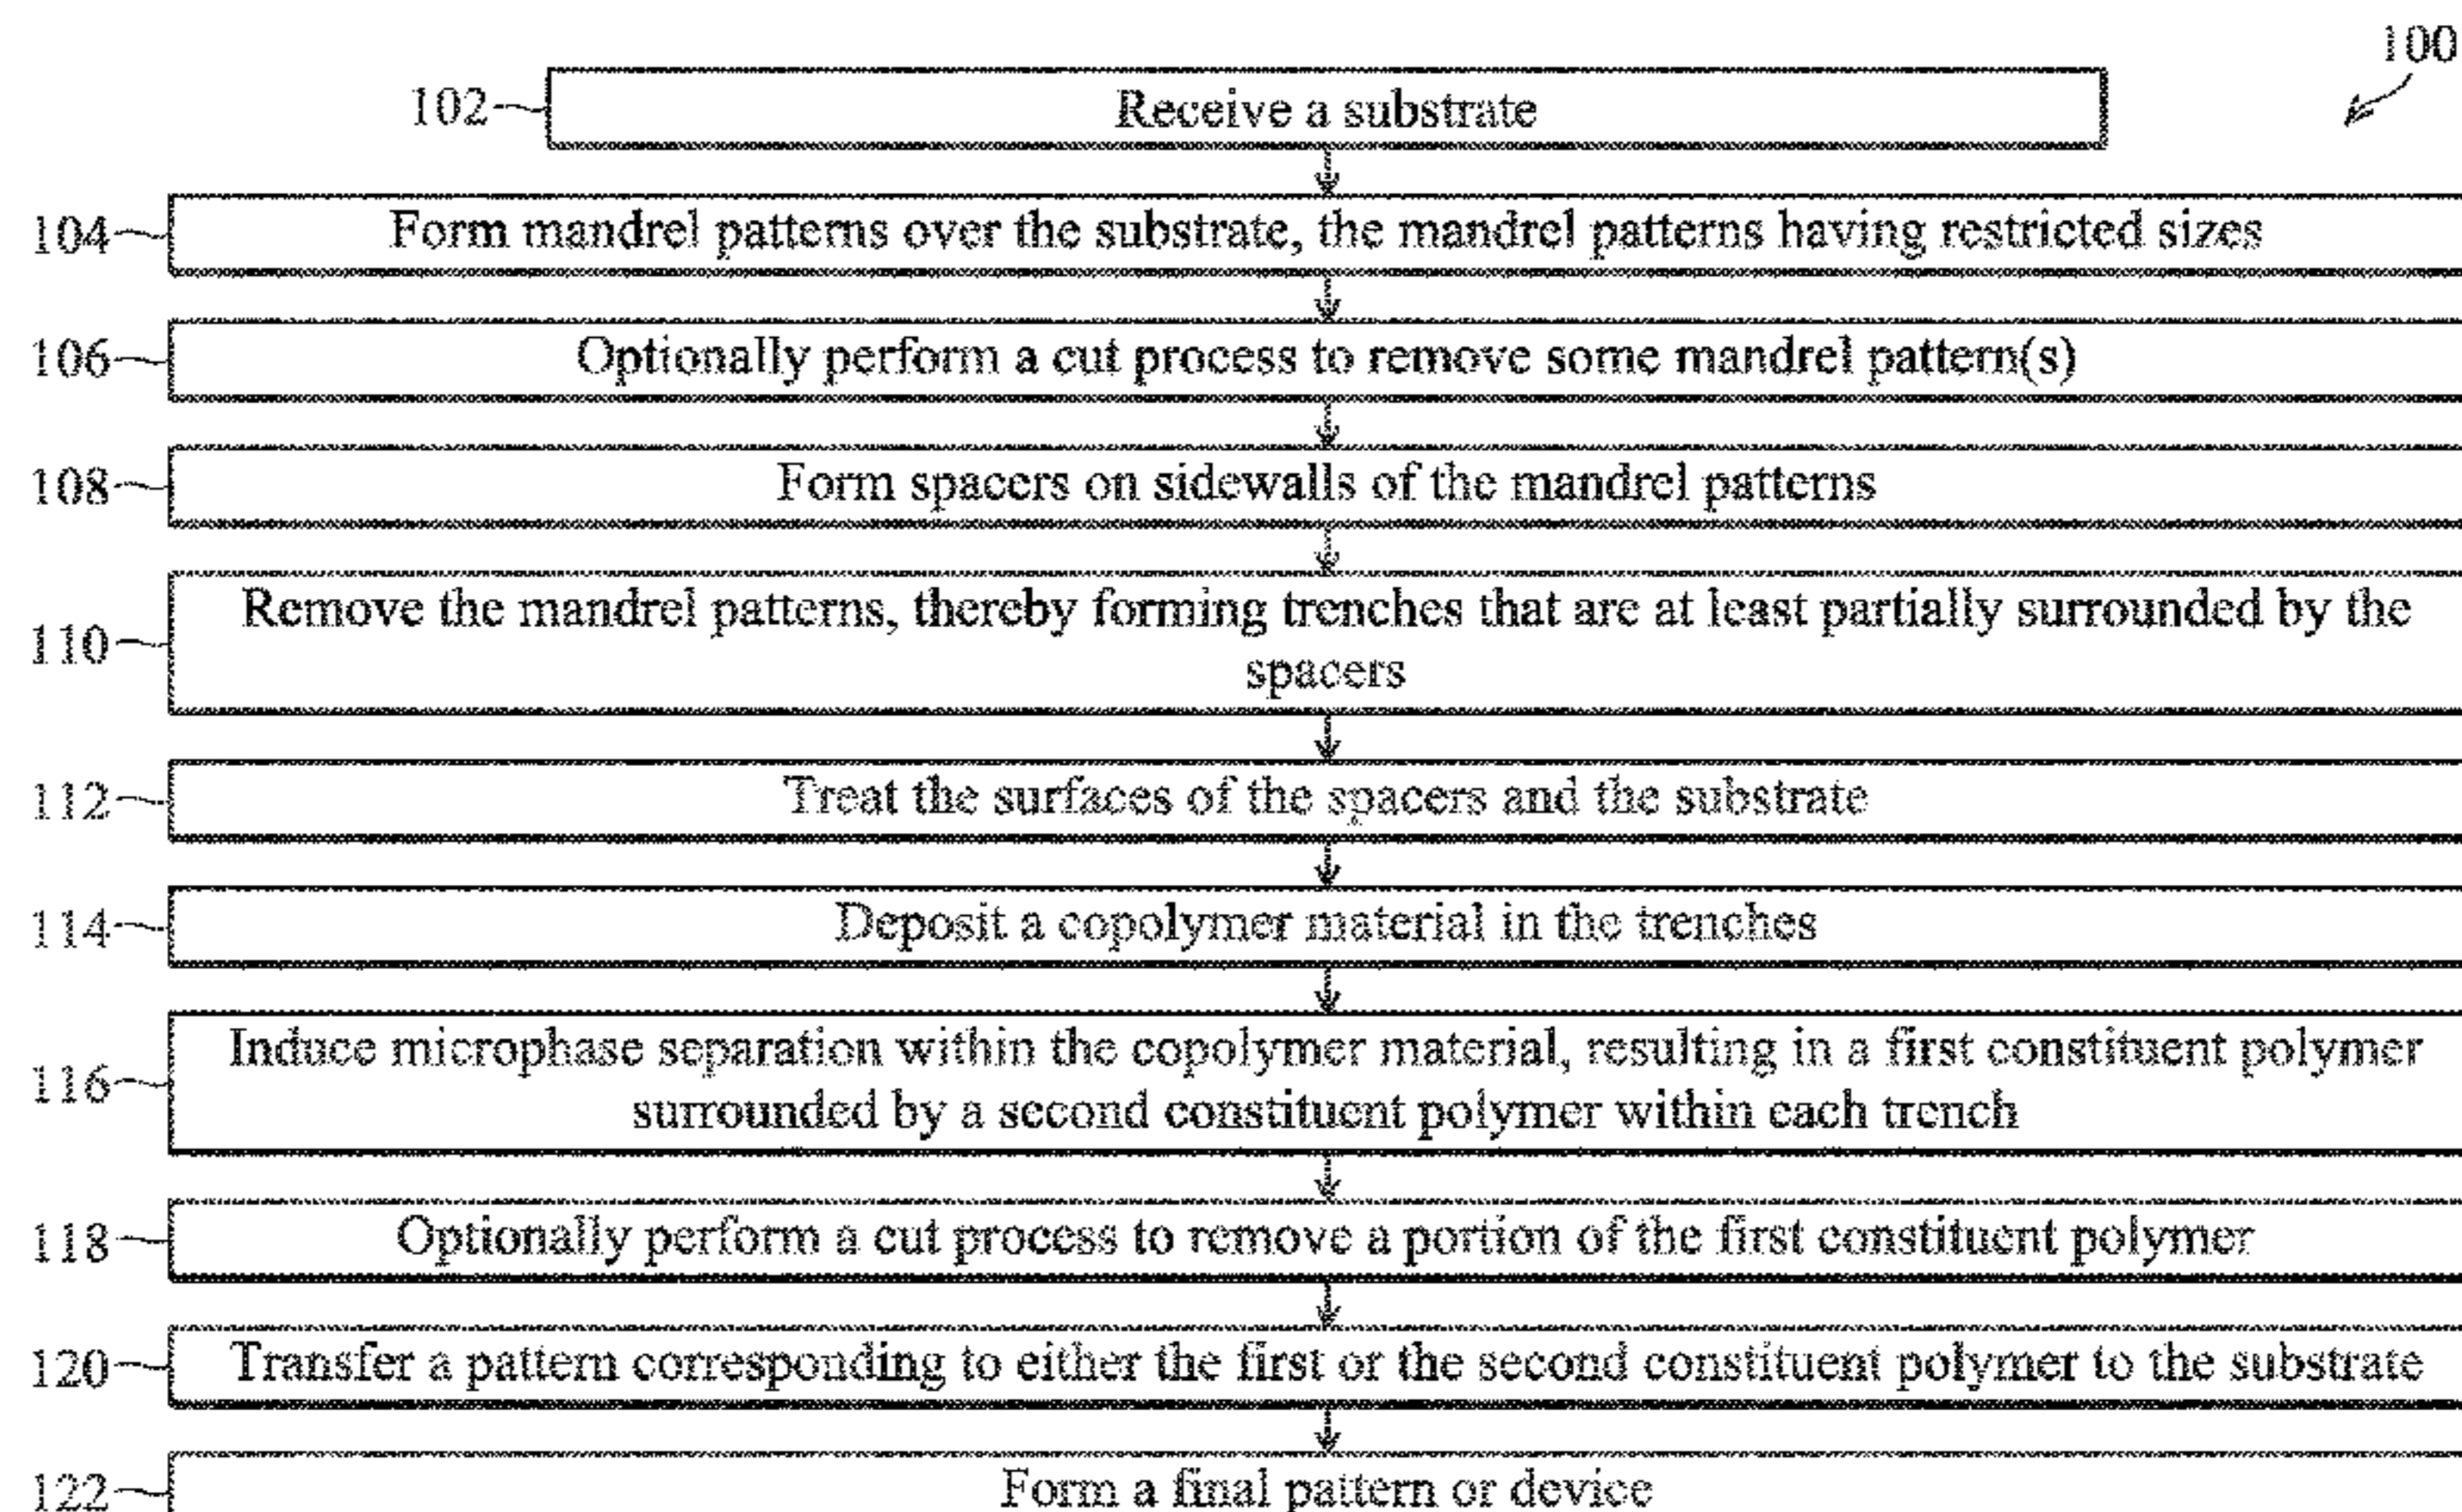 100
102 Receive a substrate
104 Form mandrel patterns over the substrate, the mandrel patterns having restricted sizes
106 Optionally perform a cut process to remove some mandrel pattern(s)
108 Form spacers on sidewalls of the mandrel patterns
110 Remove the mandrel patterns, thereby forming trenches that are at least partially surrounded by the
spacers
112 Treat the surfaces of the spacers and the substrate
114 Deposit a copolymer material in the trenches
116 Induce microphase separation within the copolymer material, resulting in a first constituent polymer
surrounded by a second constituent polymer within each trench
118 Optionally perform a cut process to remove a portion of the first constituent polymer
120 Transfer a pattern corresponding to either the first or the second constituent polymer to the substrate
122 Form a final pattern or device